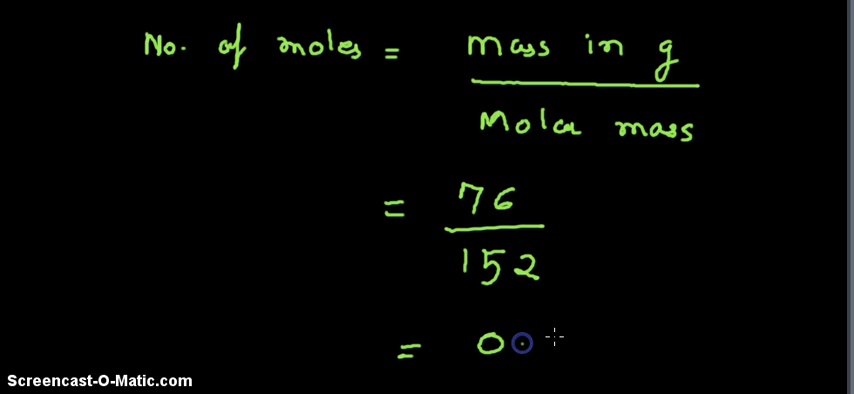 No. of moles = mass in g
Molar mass
= 76
152
= 0.
Screencast-O-Matic.com